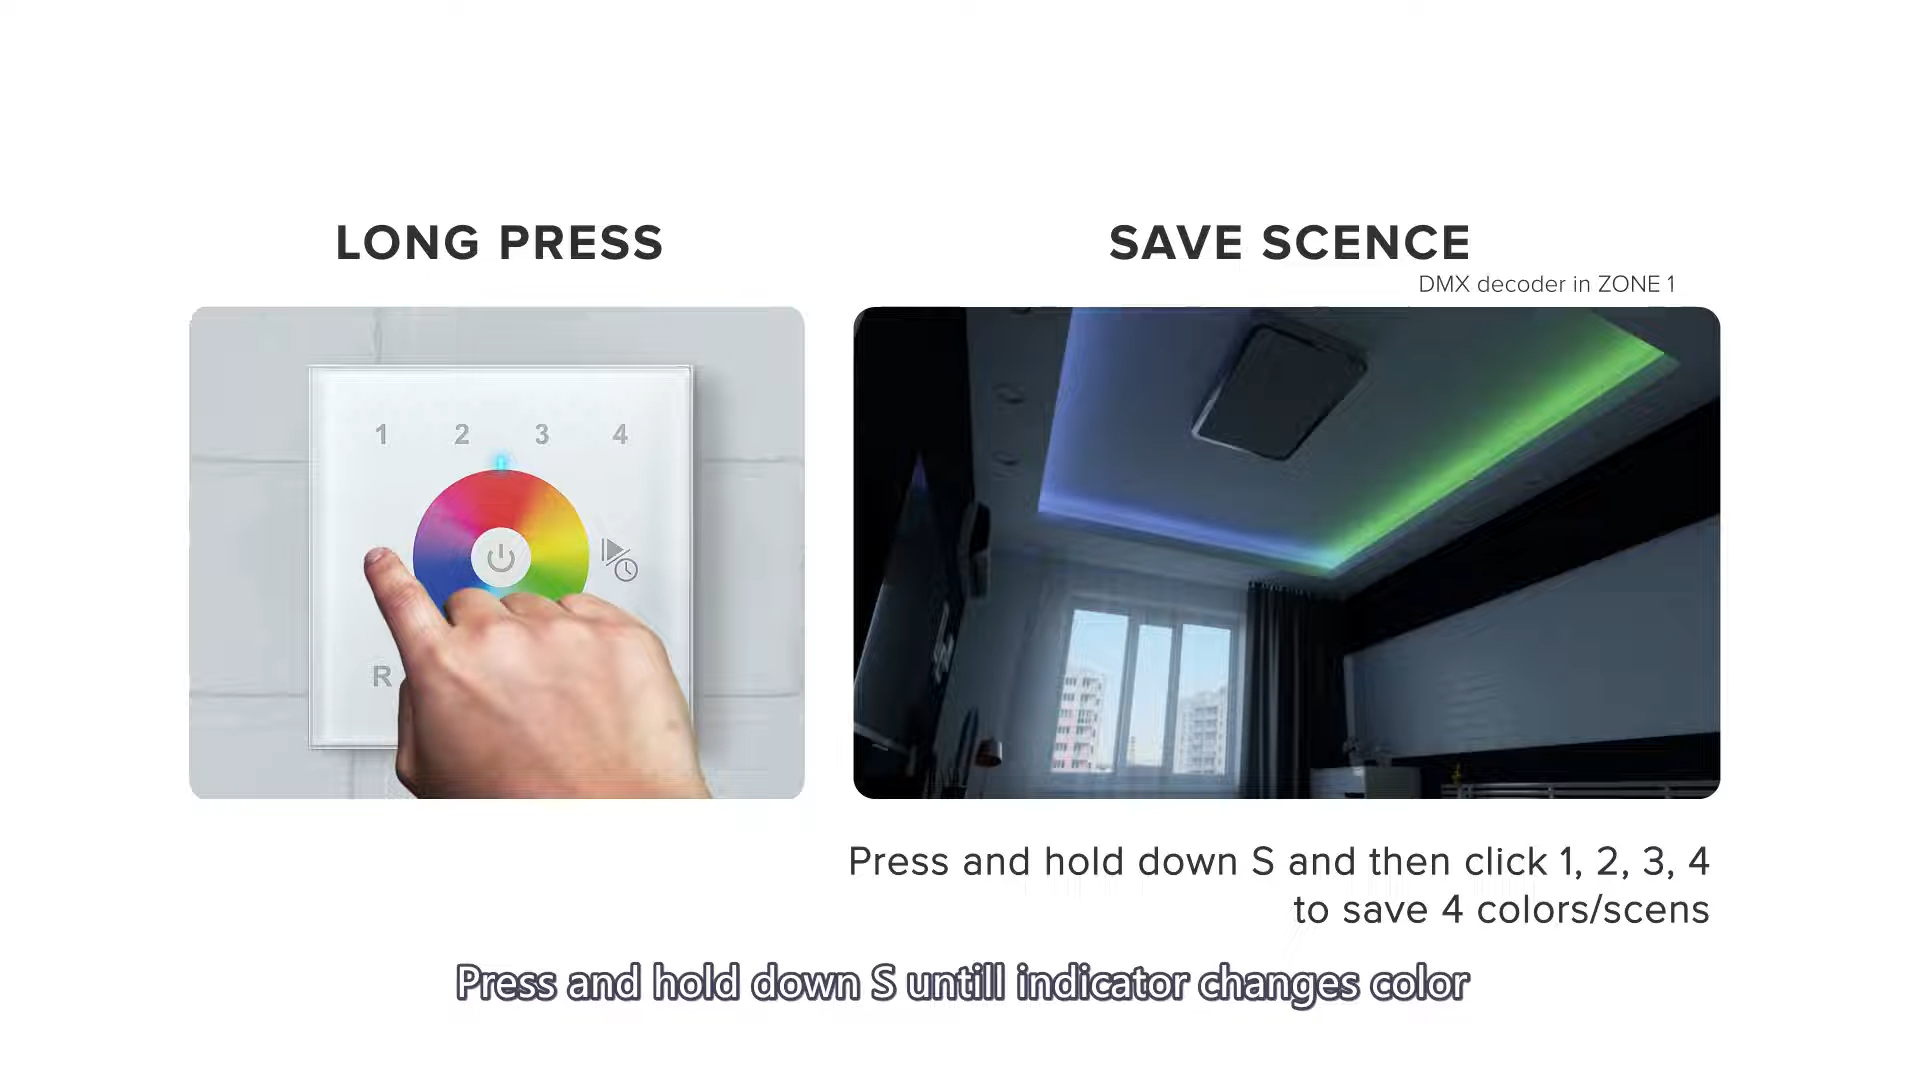 LONG PRESS
SAVE SCENCE
DMX decoder in ZONE 1
1 2 3 4
R
Press and hold down S and then click 1, 2, 3, 4
to save 4 colors/scens
Press and hold down S untill indicator changes color